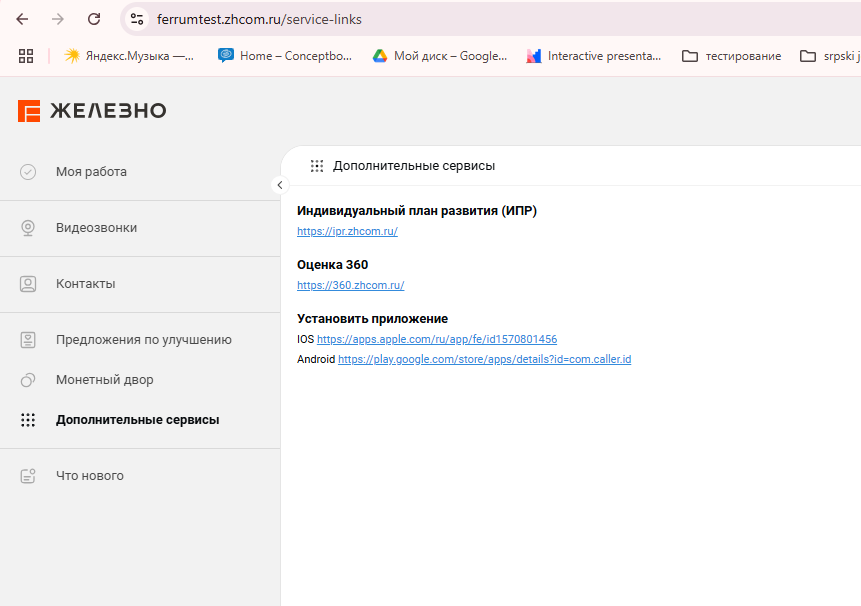 ferrumtest.zhcom.ru/service-links
Яндекс.Музыка —... Home – Conceptbo... Мой диск – Google... Interactive presenta... тестирование srpski j
ЖЕЛЕЗНО
Моя работа
Видеозвонки
Контакты
Предложения по улучшению
Монетный двор
Дополнительные сервисы
Что нового
Дополнительные сервисы
Индивидуальный план развития (ИПР)
https://ipr.zhcom.ru/
Оценка 360
https://360.zhcom.ru/
Установить приложение
IOS https://apps.apple.com/ru/app/fe/id1570801456
Android https://play.google.com/store/apps/details?id=com.caller.id